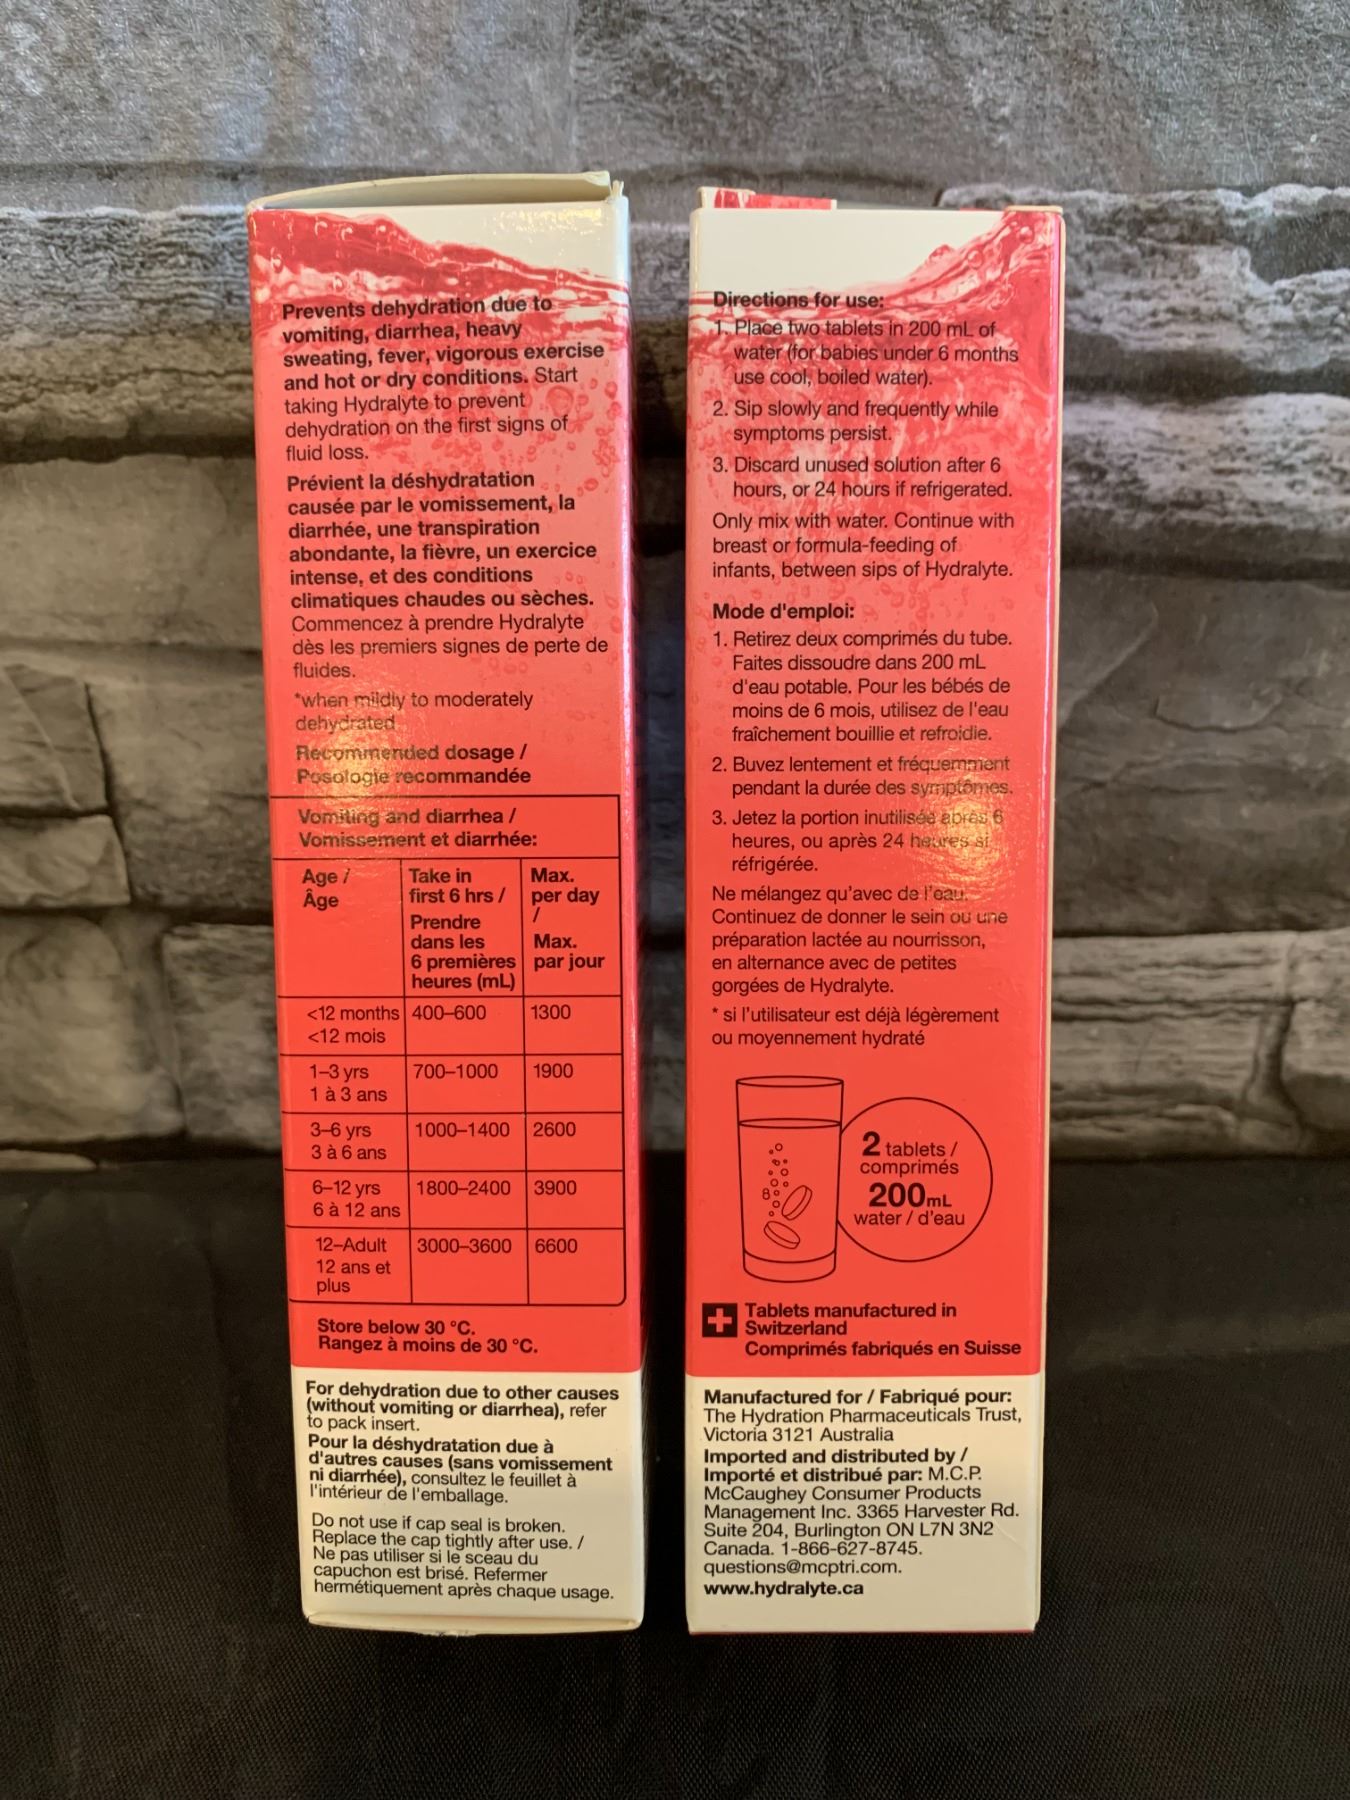 Prevents dehydration due to
vomiting, diarrhea, heavy
sweating, fever, vigorous exercise
and hot or dry conditions. Start
taking Hydralyte to prevent
dehydration on the first signs of
fluid loss.
Prévient la déshydratation
causée par le vomissement, la
diarrhée, une transpiration
abondante, la fièvre, un exercice
intense, et des conditions
climatiques chaudes ou sèches.
Commencez à prendre Hydralyte
dès les premiers signes de perte de
fluides.
*when mildly to moderately
dehydrated
Recommended dosage /
Posologie recommandée
Vomiting and diarrhea /
Vomissement et diarrhée:
Age /
Âge
Take in
first 6 hrs /
Prendre
dans les
6 premières
heures (mL)
Max.
per day
/
Max.
par jour
<12 months 400–600 1300
<12 mois
1–3 yrs 700–1000 1900
1 à 3 ans
3–6 yrs 1000–1400 2600
3 à 6 ans
6–12 yrs 1800–2400 3900
6 à 12 ans
12–Adult 3000–3600 6600
12 ans et
plus
Store below 30 °C.
Rangez à moins de 30 °C.
For dehydration due to other causes
(without vomiting or diarrhea), refer
to pack insert.
Pour la déshydratation due à
d'autres causes (sans vomissement
ni diarrhée), consultez le feuillet à
l'intérieur de l'emballage.
Do not use if cap seal is broken.
Replace the cap tightly after use. /
Ne pas utiliser si le sceau du
capuchon est brisé. Refermer
hermétiquement après chaque usage.
Directions for use:
1. Place two tablets in 200 mL of
water (for babies under 6 months
use cool, boiled water).
2. Sip slowly and frequently while
symptoms persist.
3. Discard unused solution after 6
hours, or 24 hours if refrigerated.
Only mix with water. Continue with
breast or formula-feeding of
infants, between sips of Hydralyte.
Mode d'emploi:
1. Retirez deux comprimés du tube.
Faites dissoudre dans 200 mL
d'eau potable. Pour les bébés de
moins de 6 mois, utilisez de l'eau
fraîchement bouillie et refroidie.
2. Buvez lentement et fréquemment
pendant la durée des symptômes.
3. Jetez la portion inutilisée après 6
heures, ou après 24 heures si
réfrigérée.
Ne mélangez qu'avec de l'eau.
Continuez de donner le sein ou une
préparation lactée au nourrisson,
en alternance avec de petites
gorgées de Hydralyte.
* si l'utilisateur est déjà légèrement
ou moyennement hydraté
2 tablets /
comprimés
200mL
water / d'eau
Tablets manufactured in
Switzerland
Comprimés fabriqués en Suisse
Manufactured for / Fabriqué pour:
The Hydration Pharmaceuticals Trust,
Victoria 3121 Australia
Imported and distributed by /
Importé et distribué par: M.C.P.
McCaughey Consumer Products
Management Inc. 3365 Harvester Rd.
Suite 204, Burlington ON L7N 3N2
Canada. 1-866-627-8745.
questions@mcptri.com.
www.hydralyte.ca